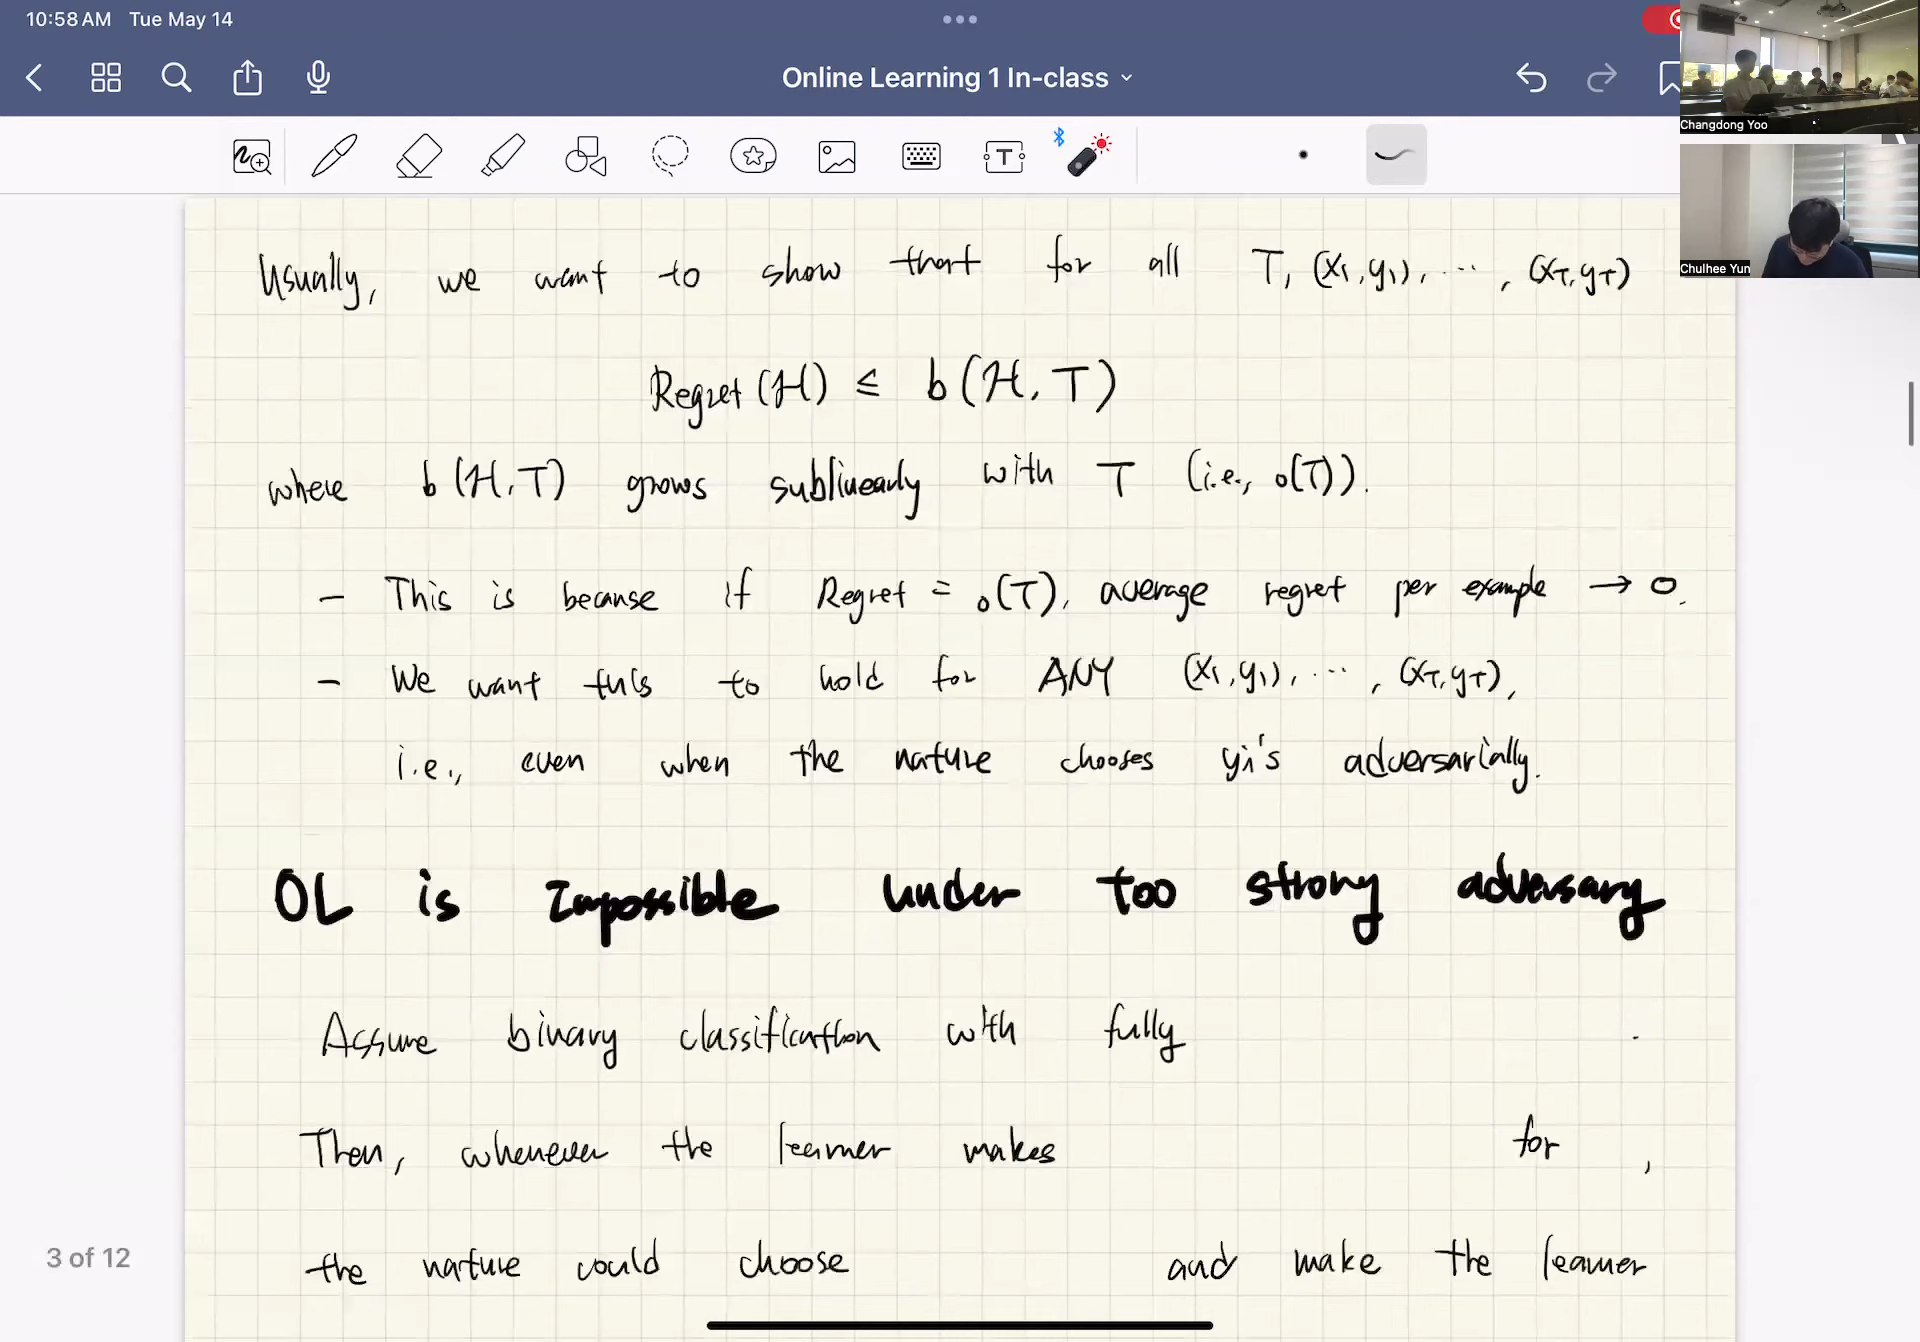 10:58 AM Tue May 14
Online Learning 1 In-class
Changdong Yoo
Chulhee Yun
Usually, we want to show that for all T, (x₁,y₁), ..., (x_T,y_T)
Regret(H) ≤ b(H,T)
where b(H,T) grows sublinearly with T (i.e., o(T)).
- This is because if Regret = o(T), average regret per example → 0.
- We want this to hold for ANY (x₁,y₁), ..., (x_T,y_T),
i.e., even when the nature chooses yᵢ's adversarially.
OL is Impossible under too strong adversary
Assume binary classification with fully .
Then, whenever the learner makes for ,
the nature could choose and make the learner
3 of 12